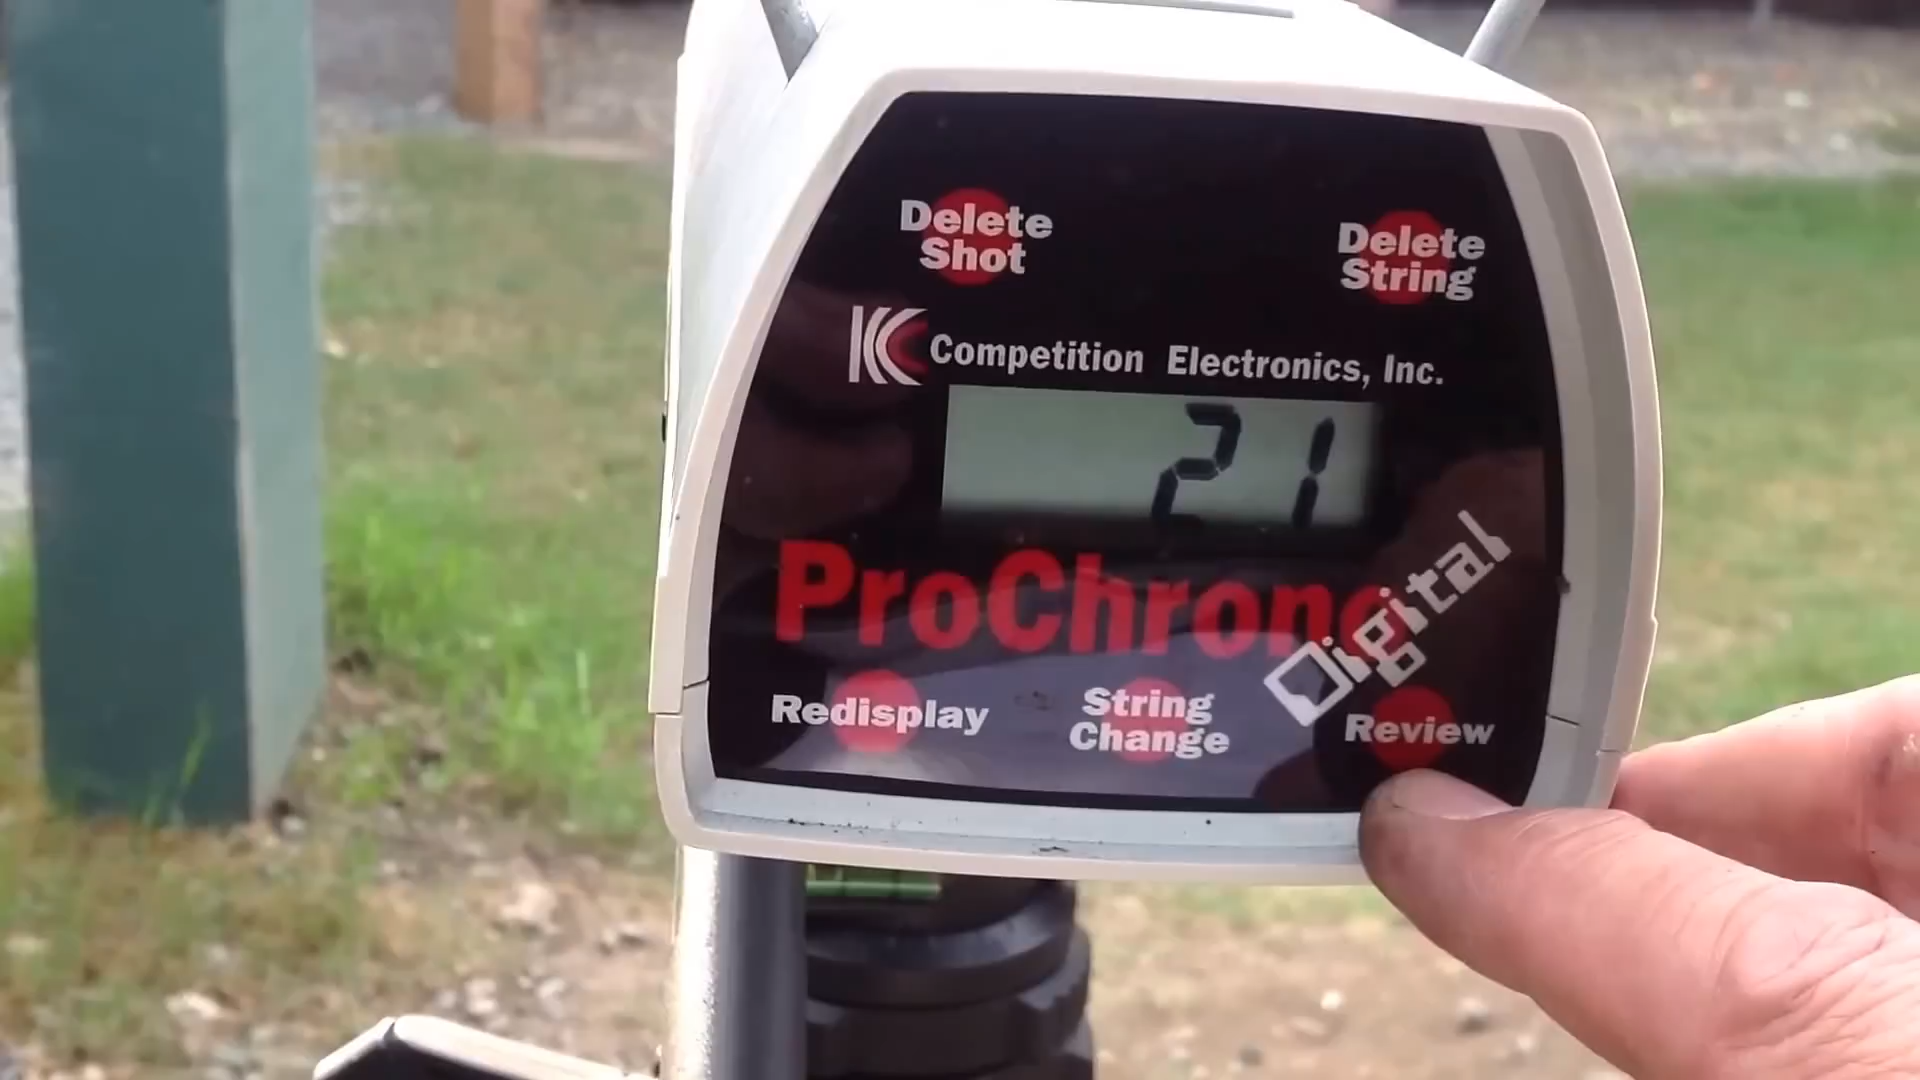 Delete
Shot
Delete
String
Competition Electronics, Inc.
21
ProChrono
Digital
Redisplay
String
Change
Review